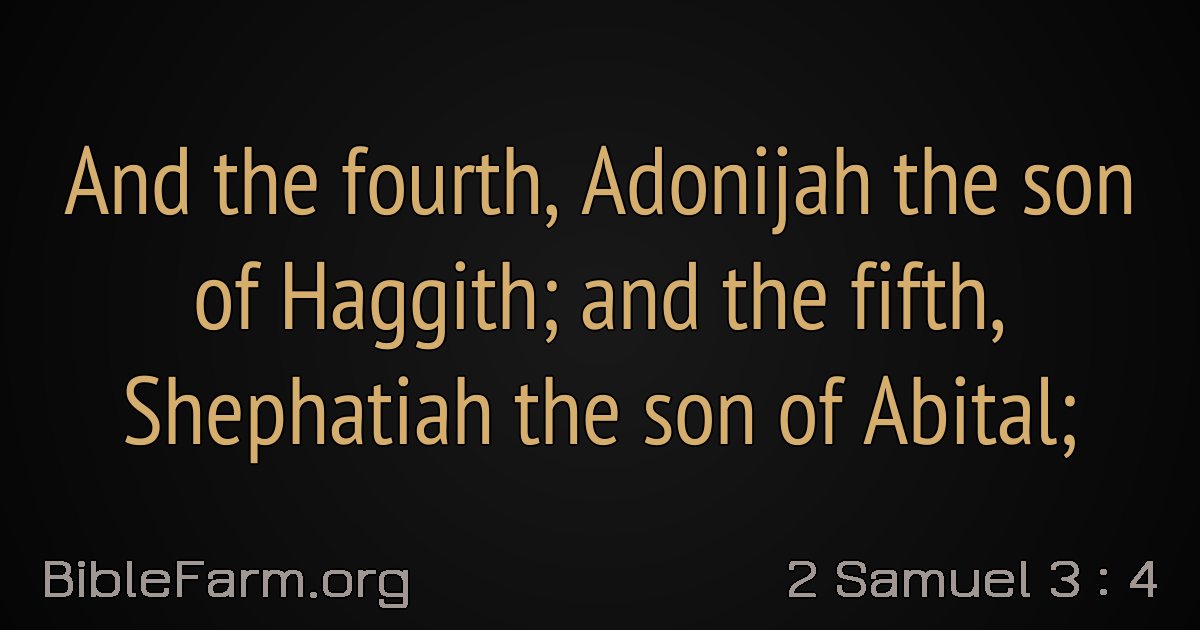 And the fourth, Adonijah the son
of Haggith; and the fifth,
Shephatiah the son of Abital;
BibleFarm.org
2 Samuel 3 : 4